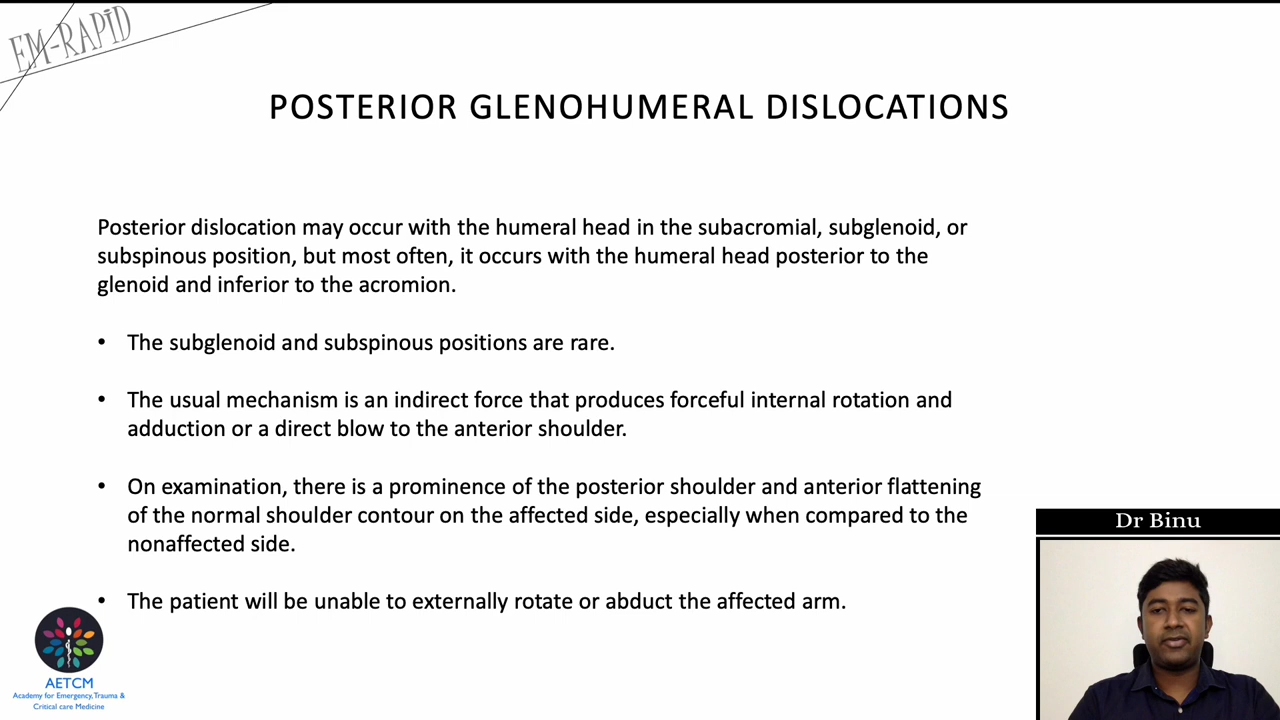 EM-RAPiD
POSTERIOR GLENOHUMERAL DISLOCATIONS
Posterior dislocation may occur with the humeral head in the subacromial, subglenoid, or
subspinous position, but most often, it occurs with the humeral head posterior to the
glenoid and inferior to the acromion.
• The subglenoid and subspinous positions are rare.
• The usual mechanism is an indirect force that produces forceful internal rotation and
adduction or a direct blow to the anterior shoulder.
• On examination, there is a prominence of the posterior shoulder and anterior flattening
of the normal shoulder contour on the affected side, especially when compared to the
nonaffected side.
• The patient will be unable to externally rotate or abduct the affected arm.
Dr Binu
AETCM
Academy for Emergency,Trauma &
Critical care Medicine